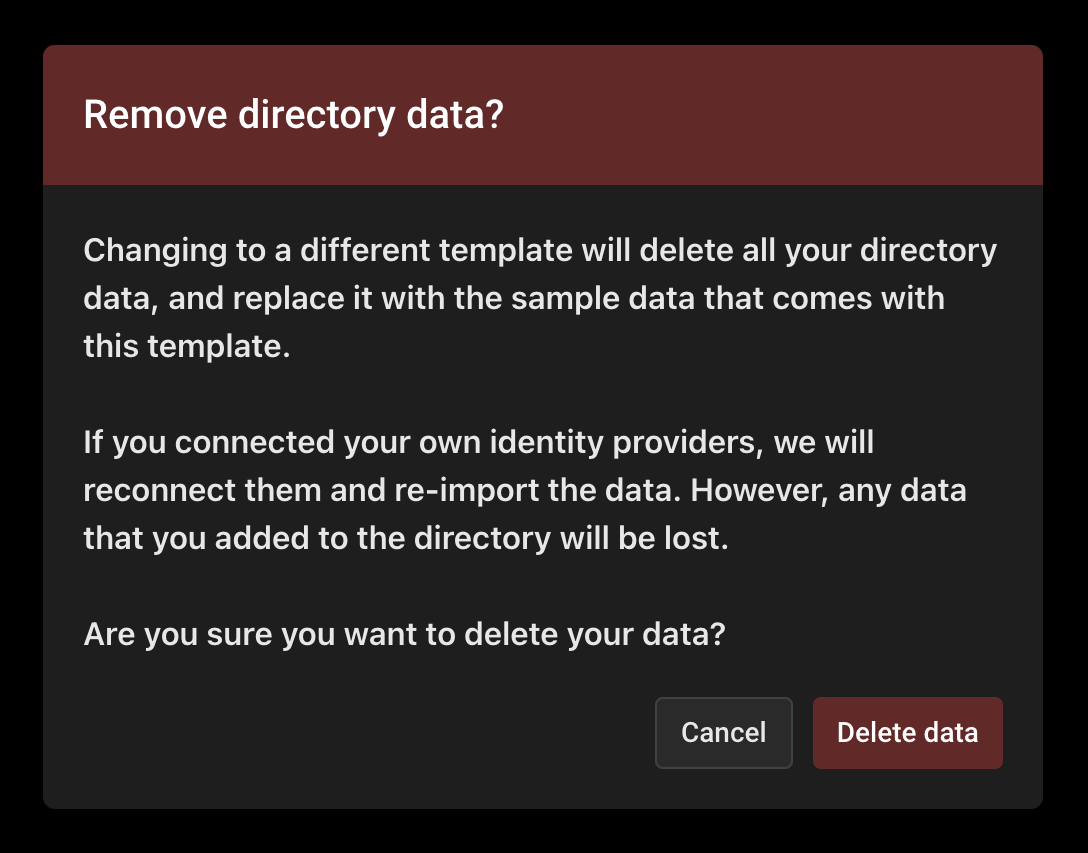 Remove directory data?
Changing to a different template will delete all your directory
data, and replace it with the sample data that comes with
this template.
If you connected your own identity providers, we will
reconnect them and re-import the data. However, any data
that you added to the directory will be lost.
Are you sure you want to delete your data?
Cancel
Delete data